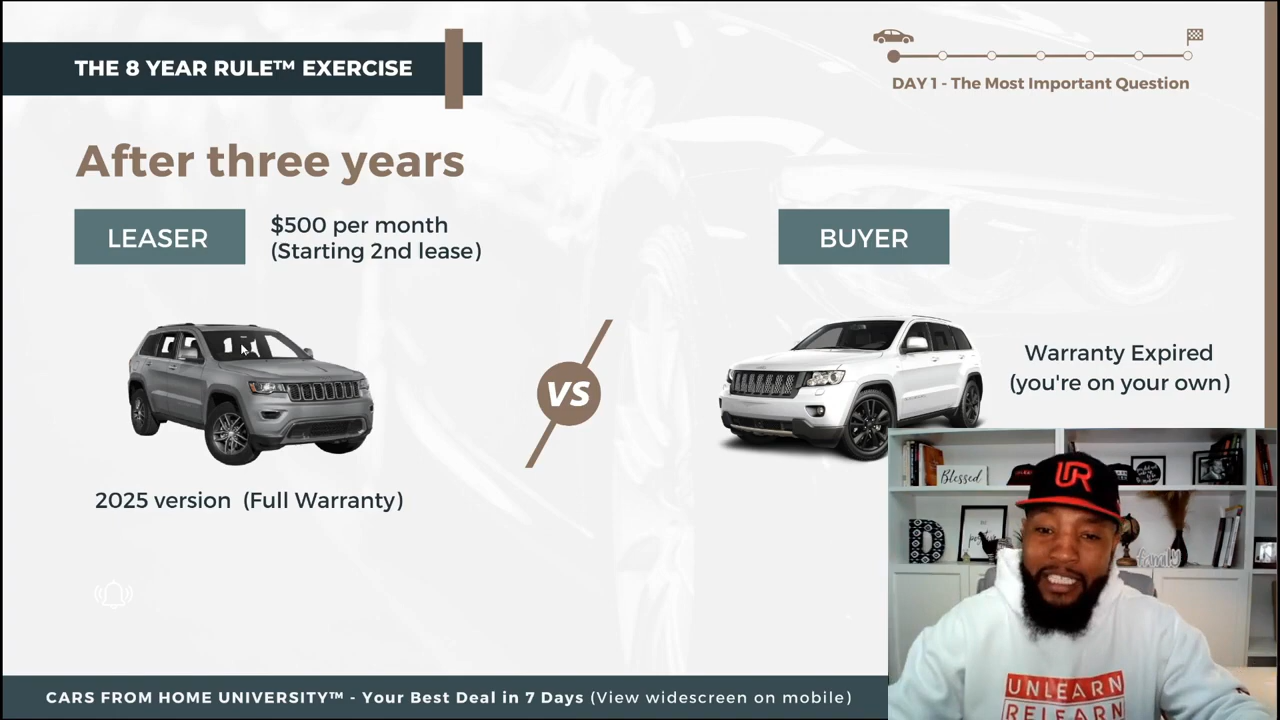 THE 8 YEAR RULE™ EXERCISE
DAY 1 - The Most Important Question
After three years
LEASER
$500 per month
(Starting 2nd lease)
BUYER
VS
Warranty Expired
(you're on your own)
2025 version (Full Warranty)
Blessed
UR
D
family
UNLEARN
RELEARN
CARS FROM HOME UNIVERSITY™ - Your Best Deal in 7 Days (View widescreen on mobile)